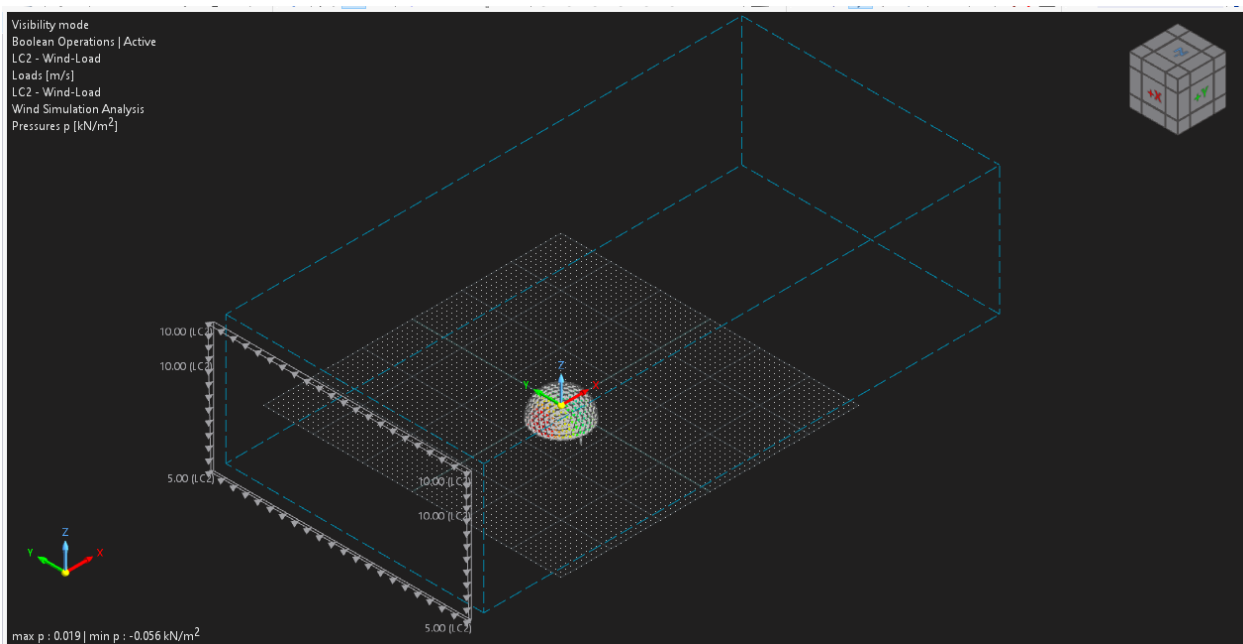 Visibility mode
Boolean Operations | Active
LC2 - Wind-Load
Loads [m/s]
LC2 - Wind-Load
Wind Simulation Analysis
Pressures p [kN/m²]
+X
+Y
10.00 (LC2)
10.00 (LC2)
Z
Y
X
5.00 (LC2)
10.00 (LC2)
10.00 (LC2)
Z
Y
X
5.00 (LC2)
max p : 0.019 | min p : -0.056 kN/m²